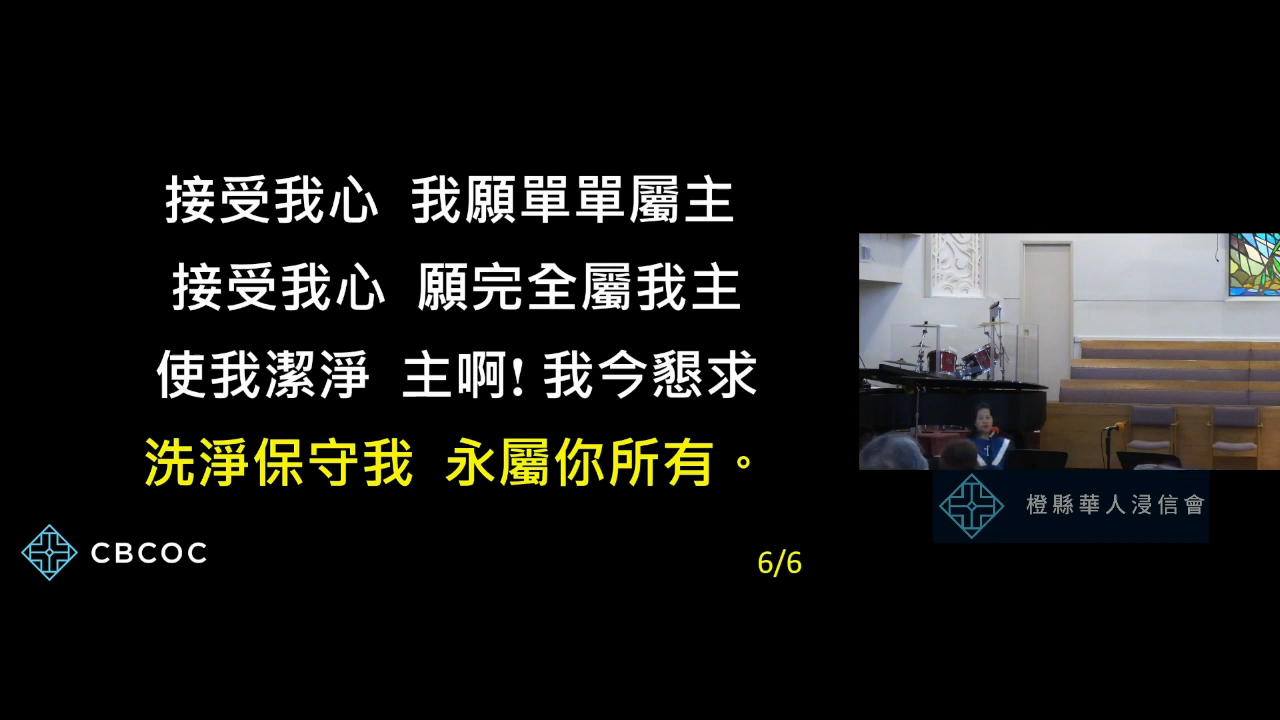 接受我心 我願單單屬主
接受我心 願完全屬我主
使我潔淨 主啊! 我今懇求
洗淨保守我 永屬你所有。
CBCOC
6/6
橙縣華人浸信會